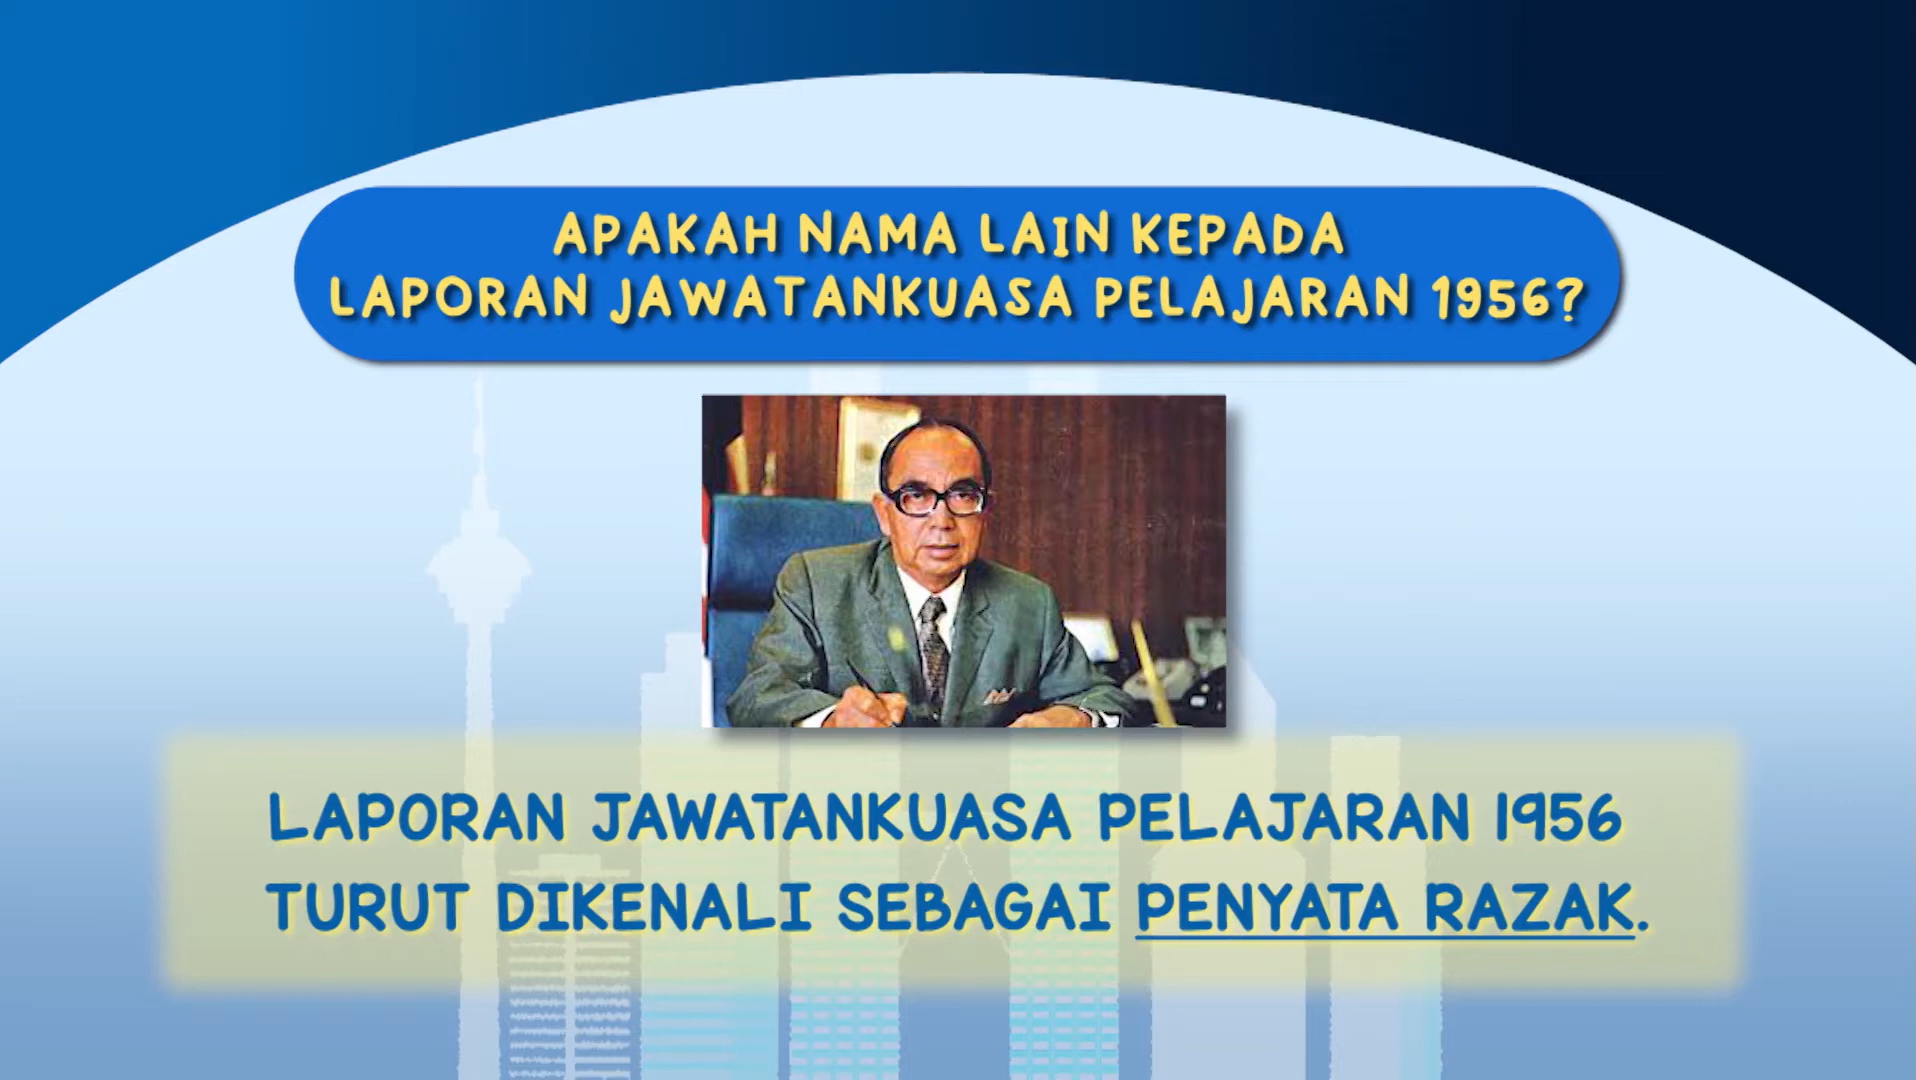 APAKAH NAMA LAIN KEPADA
LAPORAN JAWATANKUASA PELAJARAN 1956?
LAPORAN JAWATANKUASA PELAJARAN 1956
TURUT DIKENALI SEBAGAI PENYATA RAZAK.